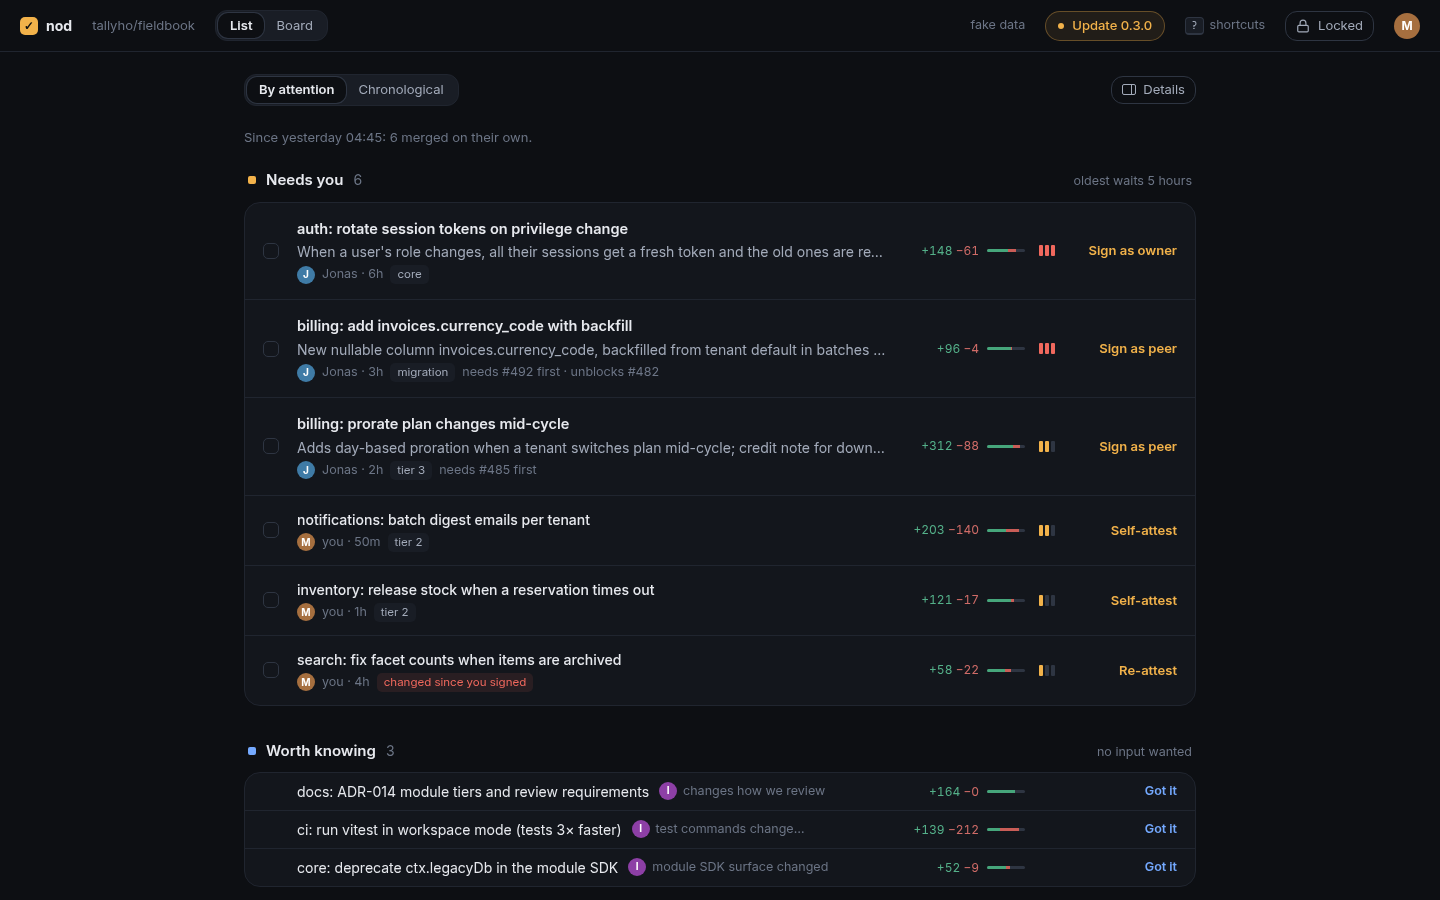 ✓ nod tallyho/fieldbook List Board fake data Update 0.3.0 ? shortcuts Locked M
By attention Chronological Details
Since yesterday 04:45: 6 merged on their own.
Needs you 6 oldest waits 5 hours
auth: rotate session tokens on privilege change
When a user's role changes, all their sessions get a fresh token and the old ones are re... +148 −61 Sign as owner
J Jonas · 6h core
billing: add invoices.currency_code with backfill
New nullable column invoices.currency_code, backfilled from tenant default in batches ... +96 −4 Sign as peer
J Jonas · 3h migration needs #492 first · unblocks #482
billing: prorate plan changes mid-cycle
Adds day-based proration when a tenant switches plan mid-cycle; credit note for down... +312 −88 Sign as peer
J Jonas · 2h tier 3 needs #485 first
notifications: batch digest emails per tenant +203 −140 Self-attest
M you · 50m tier 2
inventory: release stock when a reservation times out +121 −17 Self-attest
M you · 1h tier 2
search: fix facet counts when items are archived +58 −22 Re-attest
M you · 4h changed since you signed
Worth knowing 3 no input wanted
docs: ADR-014 module tiers and review requirements I changes how we review +164 −0 Got it
ci: run vitest in workspace mode (tests 3× faster) I test commands change... +139 −212 Got it
core: deprecate ctx.legacyDb in the module SDK I module SDK surface changed +52 −9 Got it